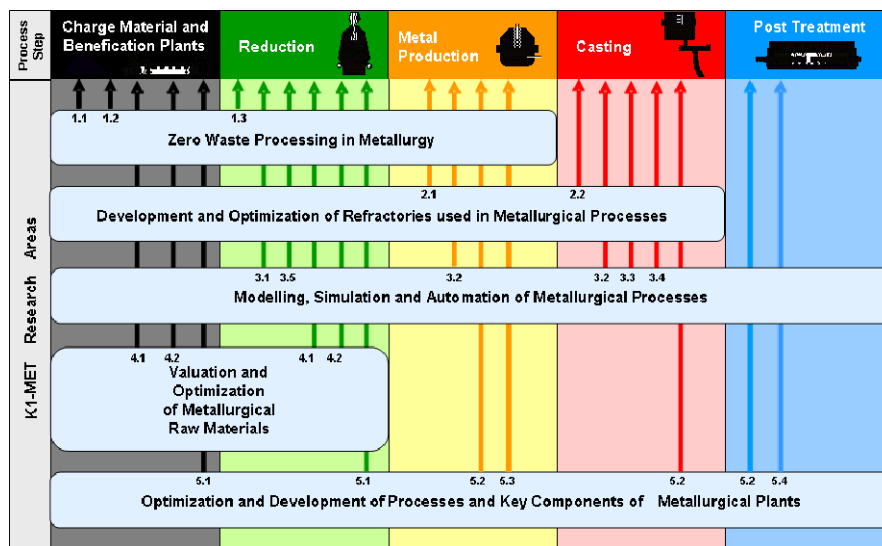 Process Step
Charge Material and
Benefication Plants
Reduction
Metal
Production
Casting
Post Treatment
1.1 1.2 1.3
Zero Waste Processing in Metallurgy
2.1 2.2
Development and Optimization of Refractories used in Metallurgical Processes
K1-MET Research Areas
3.1 3.5 3.2 3.2 3.3 3.4
Modelling, Simulation and Automation of Metallurgical Processes
4.1 4.2 4.1 4.2
Valuation and
Optimization
of Metallurgical
Raw Materials
5.1 5.1 5.2 5.3 5.2 5.2 5.4
Optimization and Development of Processes and Key Components of Metallurgical Plants